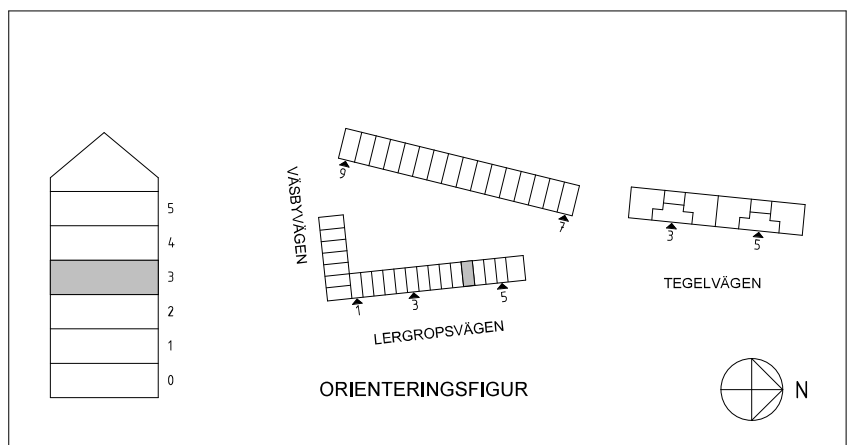 5
4
3
2
1
0
VÄSBYVÄGEN
9
7
1
3
5
LERGROPSVÄGEN
3
5
TEGELVÄGEN
ORIENTERINGSFIGUR
N